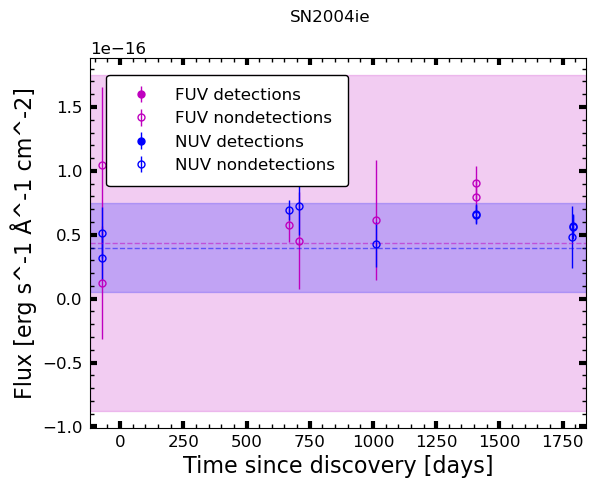 SN2004ie
1e−16
FUV detections
FUV nondetections
NUV detections
NUV nondetections
1.5
1.0
0.5
0.0
−0.5
−1.0
Flux [erg s^-1 Å^-1 cm^-2]
0 250 500 750 1000 1250 1500 1750
Time since discovery [days]